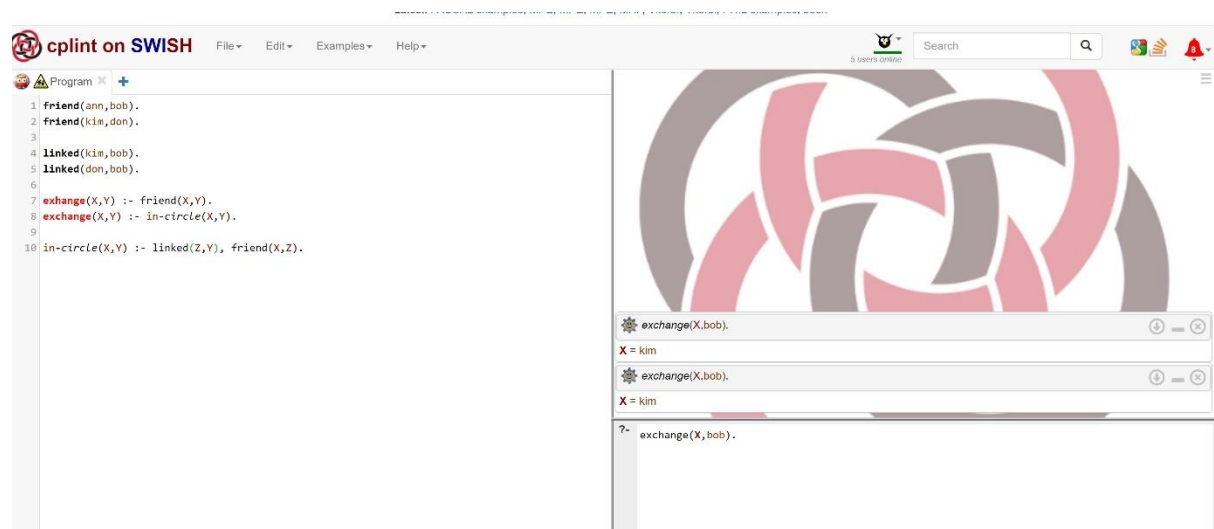 cplint on SWISH File Edit Examples Help 5 users online Search 8
Program
1 friend(ann,bob).
2 friend(kim,don).
3
4 linked(kim,bob).
5 linked(don,bob).
6
7 exhange(X,Y) :- friend(X,Y).
8 exchange(X,Y) :- in-circle(X,Y).
9
10 in-circle(X,Y) :- linked(Z,Y), friend(X,Z).
exchange(X,bob).
X = kim
exchange(X,bob).
X = kim
?- exchange(X,bob).